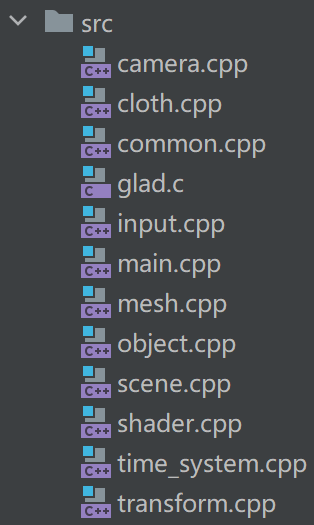 src
C++ camera.cpp
C++ cloth.cpp
C++ common.cpp
glad.c
C++ input.cpp
C++ main.cpp
C++ mesh.cpp
C++ object.cpp
C++ scene.cpp
C++ shader.cpp
C++ time_system.cpp
C++ transform.cpp